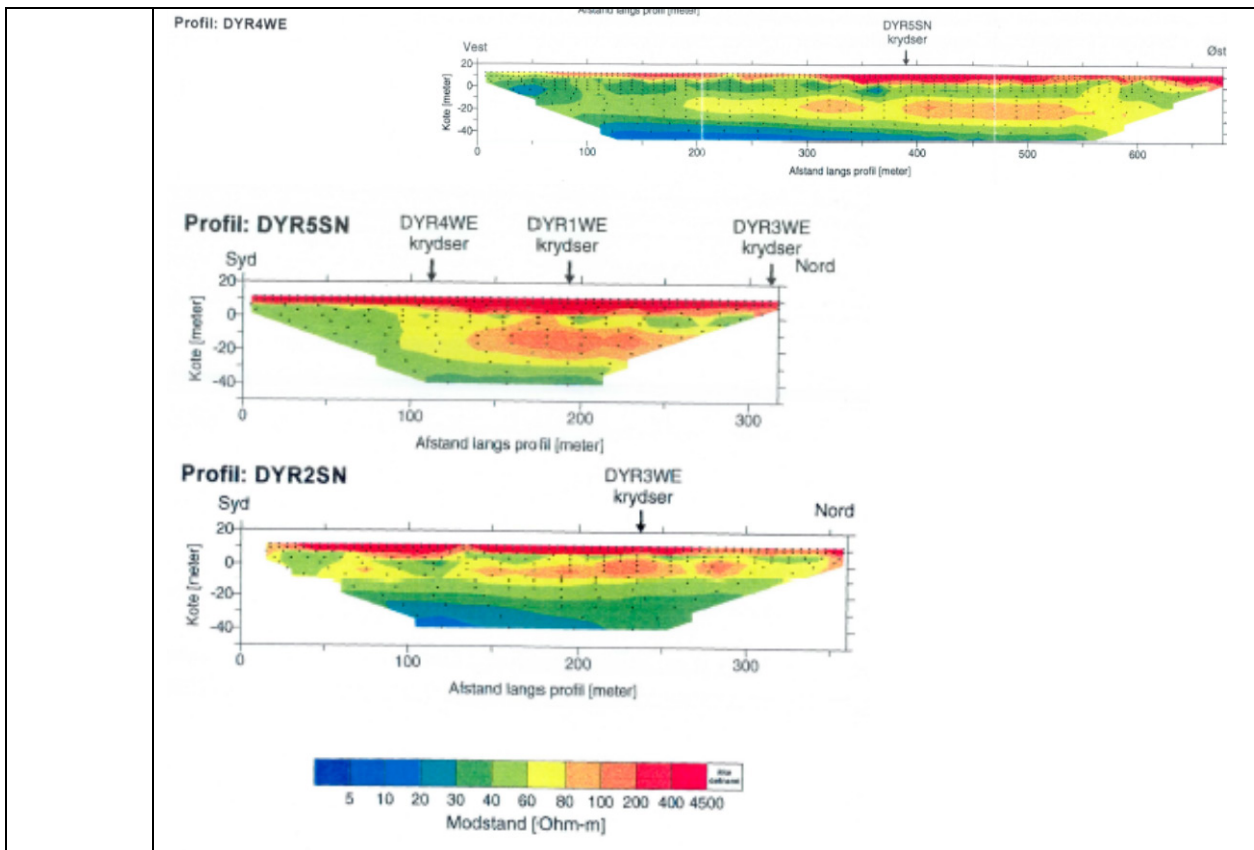 Afstand langs profil [meter]
Profil: DYR4WE
DYR5SN
krydser
Vest
Øst
20
0
-20
-40
Kote [meter]
0 100 200 300 400 500 600
Afstand langs profil [meter]
Profil: DYR5SN
DYR4WE DYR1WE DYR3WE
krydser krydser krydser
Syd Nord
20
0
-20
-40
Kote [meter]
0 100 200 300
Afstand langs profil [meter]
Profil: DYR2SN
DYR3WE
krydser
Syd Nord
20
0
-20
-40
Kote [meter]
0 100 200 300
Afstand langs profil [meter]
5 10 20 30 40 60 80 100 200 400 4500
Modstand [Ohm-m]